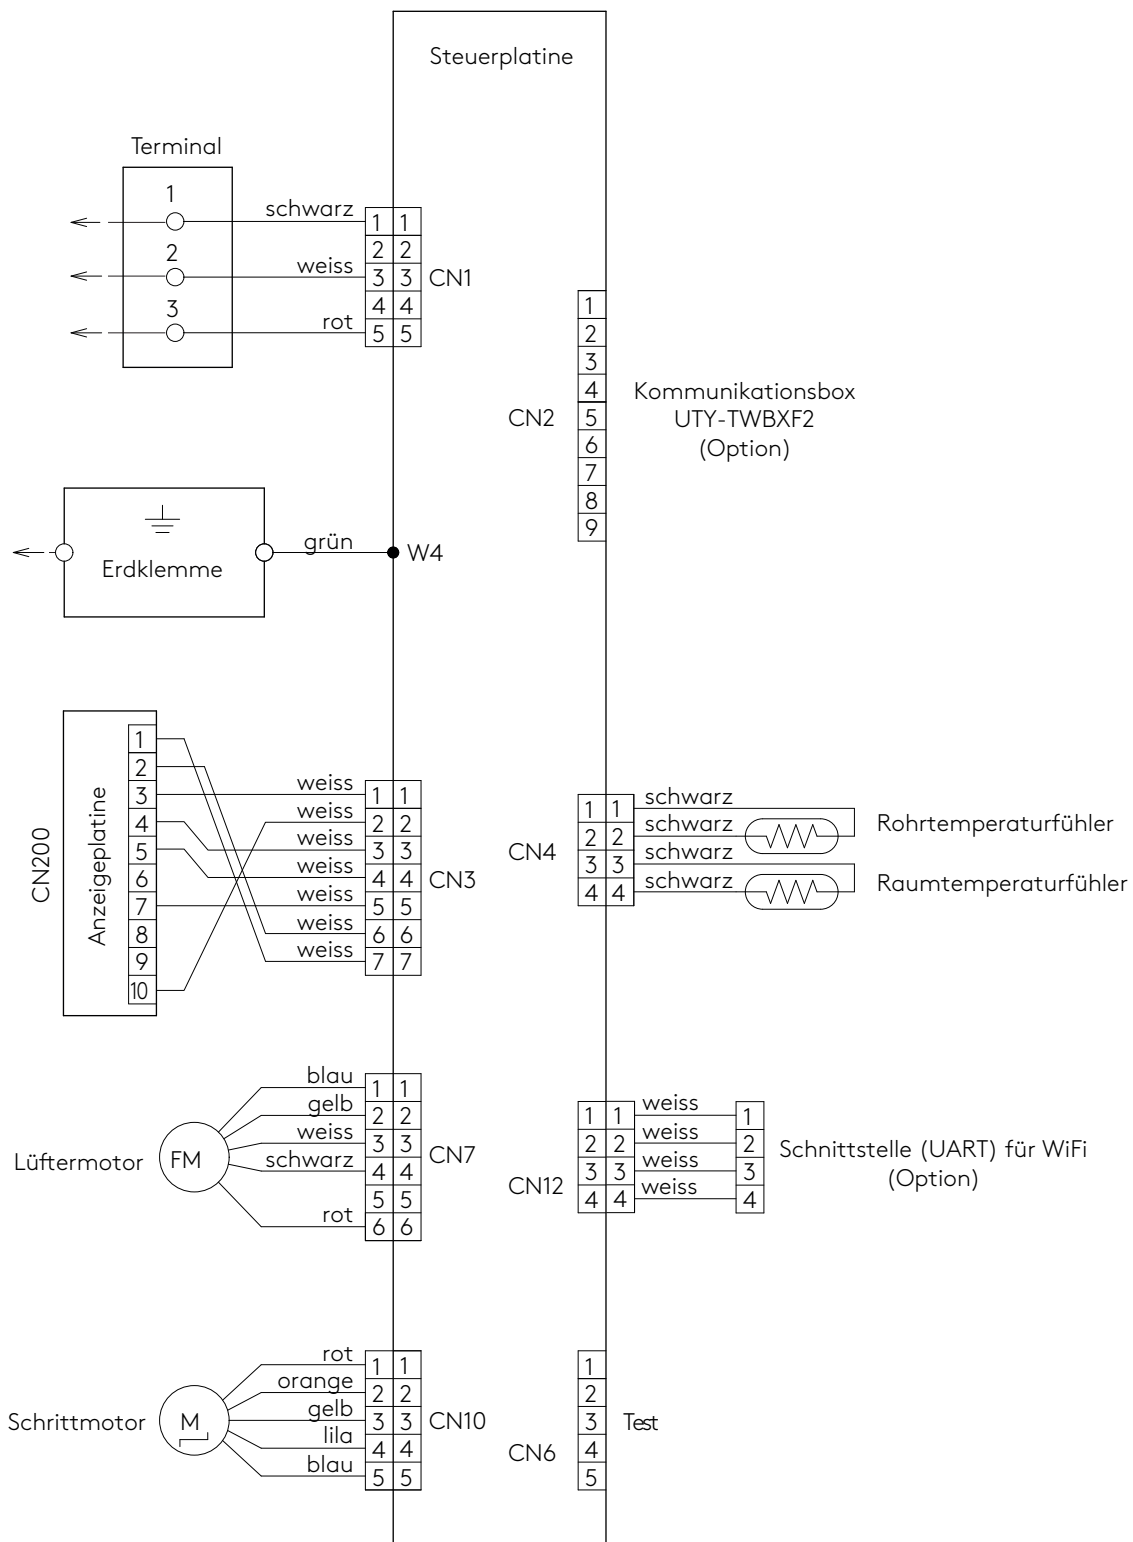 Steuerplatine
Terminal
1
schwarz
1 1
2 2
2
weiss
3 3
CN1
4 4
3
rot
5 5
1
2
3
4
5
6
7
8
9
CN2
Kommunikationsbox
UTY-TWBXF2
(Option)
grün
W4
Erdklemme
CN200
Anzeigeplatine
1
2
3
4
5
6
7
8
9
10
weiss
weiss
weiss
weiss
weiss
weiss
weiss
1 1
2 2
3 3
4 4
5 5
6 6
7 7
CN3
CN4
1 1
2 2
3 3
4 4
schwarz
schwarz
schwarz
schwarz
Rohrtemperaturfühler
Raumtemperaturfühler
Lüftermotor
FM
blau
gelb
weiss
schwarz
rot
1 1
2 2
3 3
4 4
5 5
6 6
CN7
CN12
1 1
2 2
3 3
4 4
weiss
weiss
weiss
weiss
1
2
3
4
Schnittstelle (UART) für WiFi
(Option)
Schrittmotor
M
rot
orange
gelb
lila
blau
1 1
2 2
3 3
4 4
5 5
CN10
CN6
1
2
3
4
5
Test